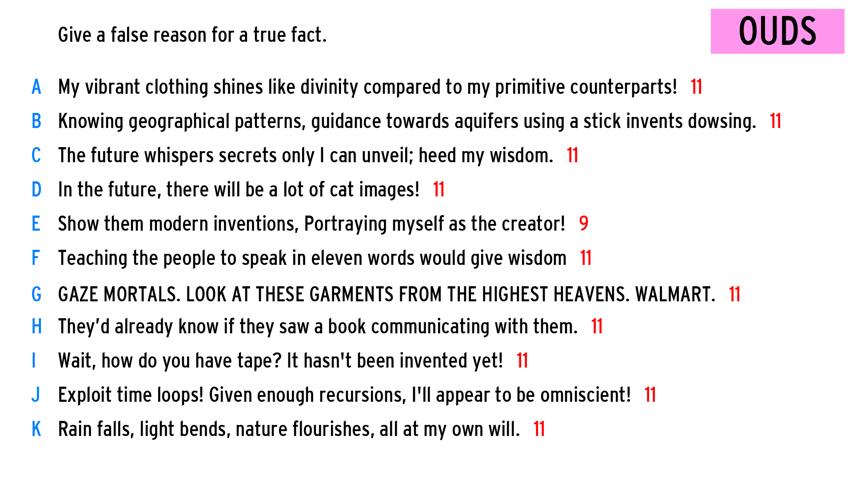 Give a false reason for a true fact.
OUDS
A My vibrant clothing shines like divinity compared to my primitive counterparts! 11
B Knowing geographical patterns, guidance towards aquifers using a stick invents dowsing. 11
C The future whispers secrets only I can unveil; heed my wisdom. 11
D In the future, there will be a lot of cat images! 11
E Show them modern inventions, Portraying myself as the creator! 9
F Teaching the people to speak in eleven words would give wisdom 11
G GAZE MORTALS. LOOK AT THESE GARMENTS FROM THE HIGHEST HEAVENS. WALMART. 11
H They’d already know if they saw a book communicating with them. 11
I Wait, how do you have tape? It hasn't been invented yet! 11
J Exploit time loops! Given enough recursions, I'll appear to be omniscient! 11
K Rain falls, light bends, nature flourishes, all at my own will. 11